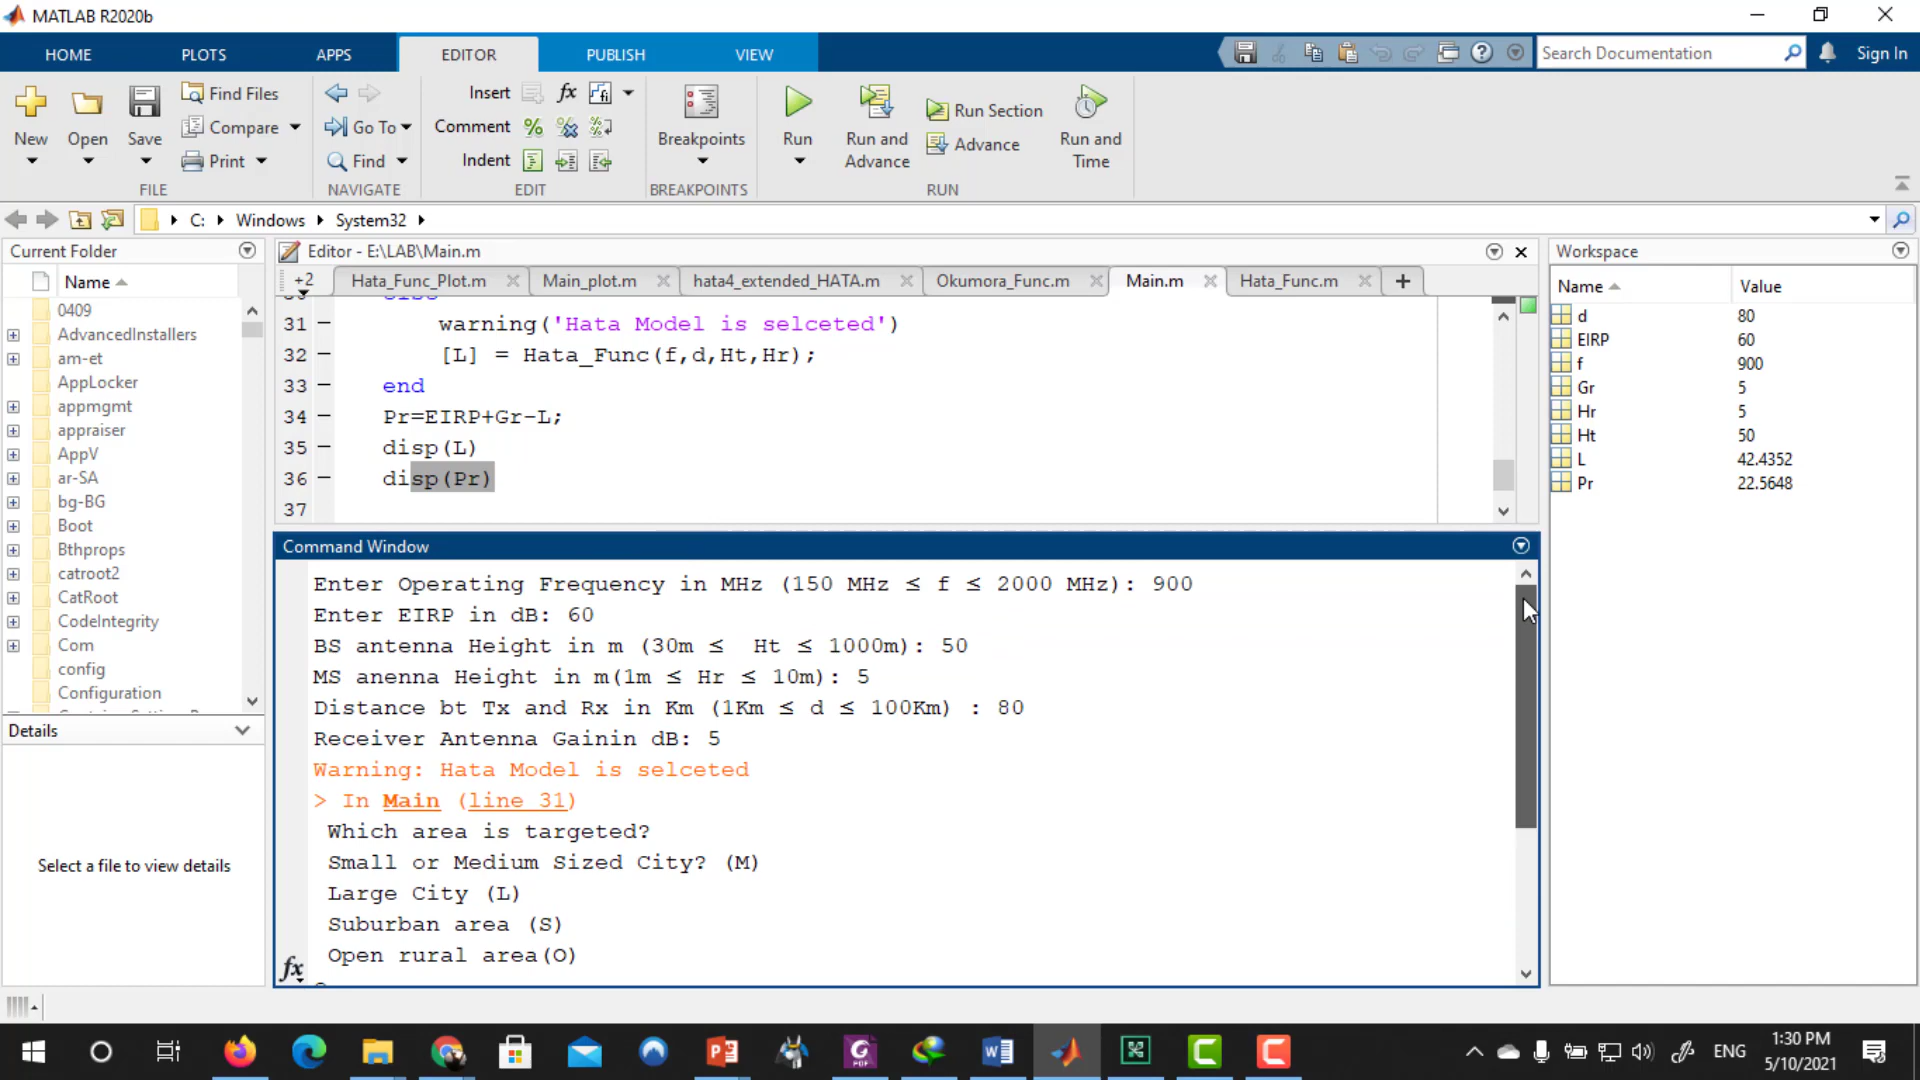 MATLAB R2020b
HOME PLOTS APPS EDITOR PUBLISH VIEW
Search Documentation
Sign In
New Open Save
Find Files
Compare
Print
FILE
Go To
Find
NAVIGATE
Insert fx
Comment
Indent
EDIT
Breakpoints
BREAKPOINTS
Run
Run and Advance
Run Section
Advance
Run and Time
RUN
C: Windows System32
Current Folder
Name
0409
AdvancedInstallers
am-et
AppLocker
appmgmt
appraiser
AppV
ar-SA
bg-BG
Boot
Bthprops
catroot2
CatRoot
CodeIntegrity
Com
config
Configuration
Details
Select a file to view details
Editor - E:\LAB\Main.m
+2 Hata_Func_Plot.m Main_plot.m hata4_extended_HATA.m Okumora_Func.m Main.m Hata_Func.m
31 warning('Hata Model is selceted')
32 [L] = Hata_Func(f,d,Ht,Hr);
33 end
34 Pr=EIRP+Gr-L;
35 disp(L)
36 disp(Pr)
37
Command Window
Enter Operating Frequency in MHz (150 MHz ≤ f ≤ 2000 MHz): 900
Enter EIRP in dB: 60
BS antenna Height in m (30m ≤ Ht ≤ 1000m): 50
MS anenna Height in m(1m ≤ Hr ≤ 10m): 5
Distance bt Tx and Rx in Km (1Km ≤ d ≤ 100Km) : 80
Receiver Antenna Gainin dB: 5
Warning: Hata Model is selceted
> In Main (line 31)
Which area is targeted?
Small or Medium Sized City? (M)
Large City (L)
Suburban area (S)
Open rural area(O)
fx
Workspace
Name Value
d 80
EIRP 60
f 900
Gr 5
Hr 5
Ht 50
L 42.4352
Pr 22.5648
ENG
1:30 PM
5/10/2021